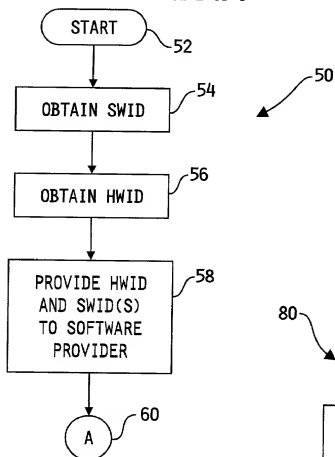 START
52
54
OBTAIN SWID
50
56
OBTAIN HWID
58
PROVIDE HWID
AND SWID(S)
TO SOFTWARE
PROVIDER
80
60
A